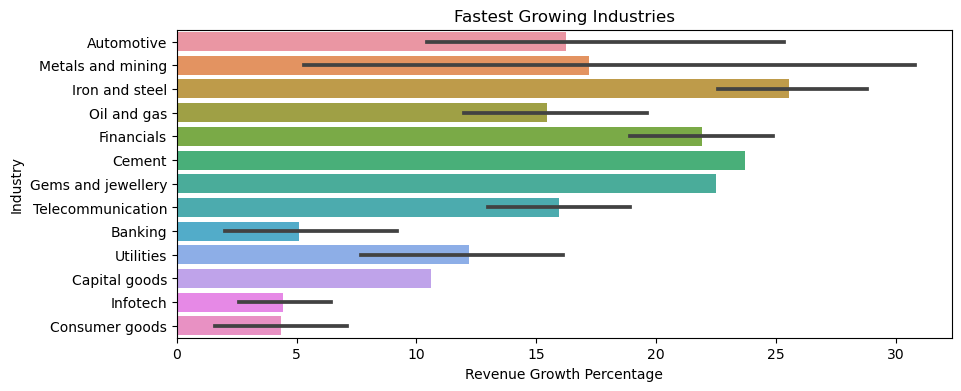 Fastest Growing Industries
Automotive
Metals and mining
Iron and steel
Oil and gas
Financials
Cement
Gems and jewellery
Telecommunication
Banking
Utilities
Capital goods
Infotech
Consumer goods
Industry
0 5 10 15 20 25 30
Revenue Growth Percentage